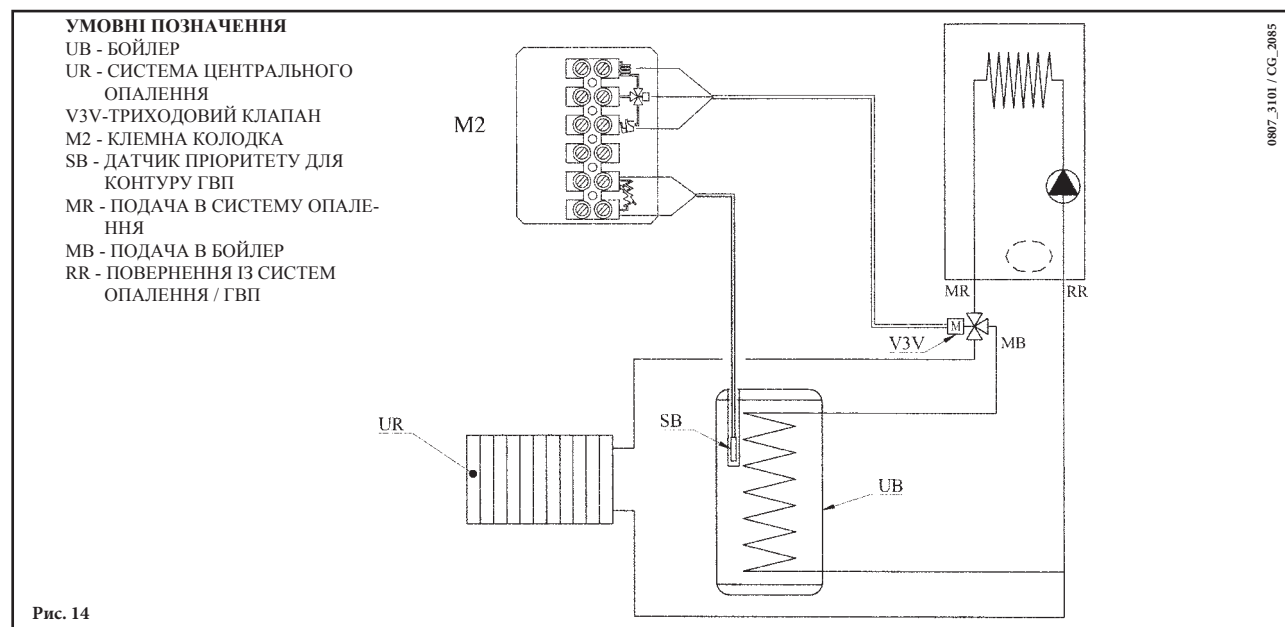 УМОВНІ ПОЗНАЧЕННЯ
UB - БОЙЛЕР
UR - СИСТЕМА ЦЕНТРАЛЬНОГО
ОПАЛЕННЯ
V3V-ТРИХОДОВИЙ КЛАПАН
M2 - КЛЕМНА КОЛОДКА
SB - ДАТЧИК ПРІОРИТЕТУ ДЛЯ
КОНТУРУ ГВП
MR - ПОДАЧА В СИСТЕМУ ОПАЛЕ-
ННЯ
MB - ПОДАЧА В БОЙЛЕР
RR - ПОВЕРНЕННЯ ІЗ СИСТЕМ
ОПАЛЕННЯ / ГВП
M2
0807_3101 / CG_2085
MR
RR
M
V3V
MB
UR
SB
UB
Рис. 14